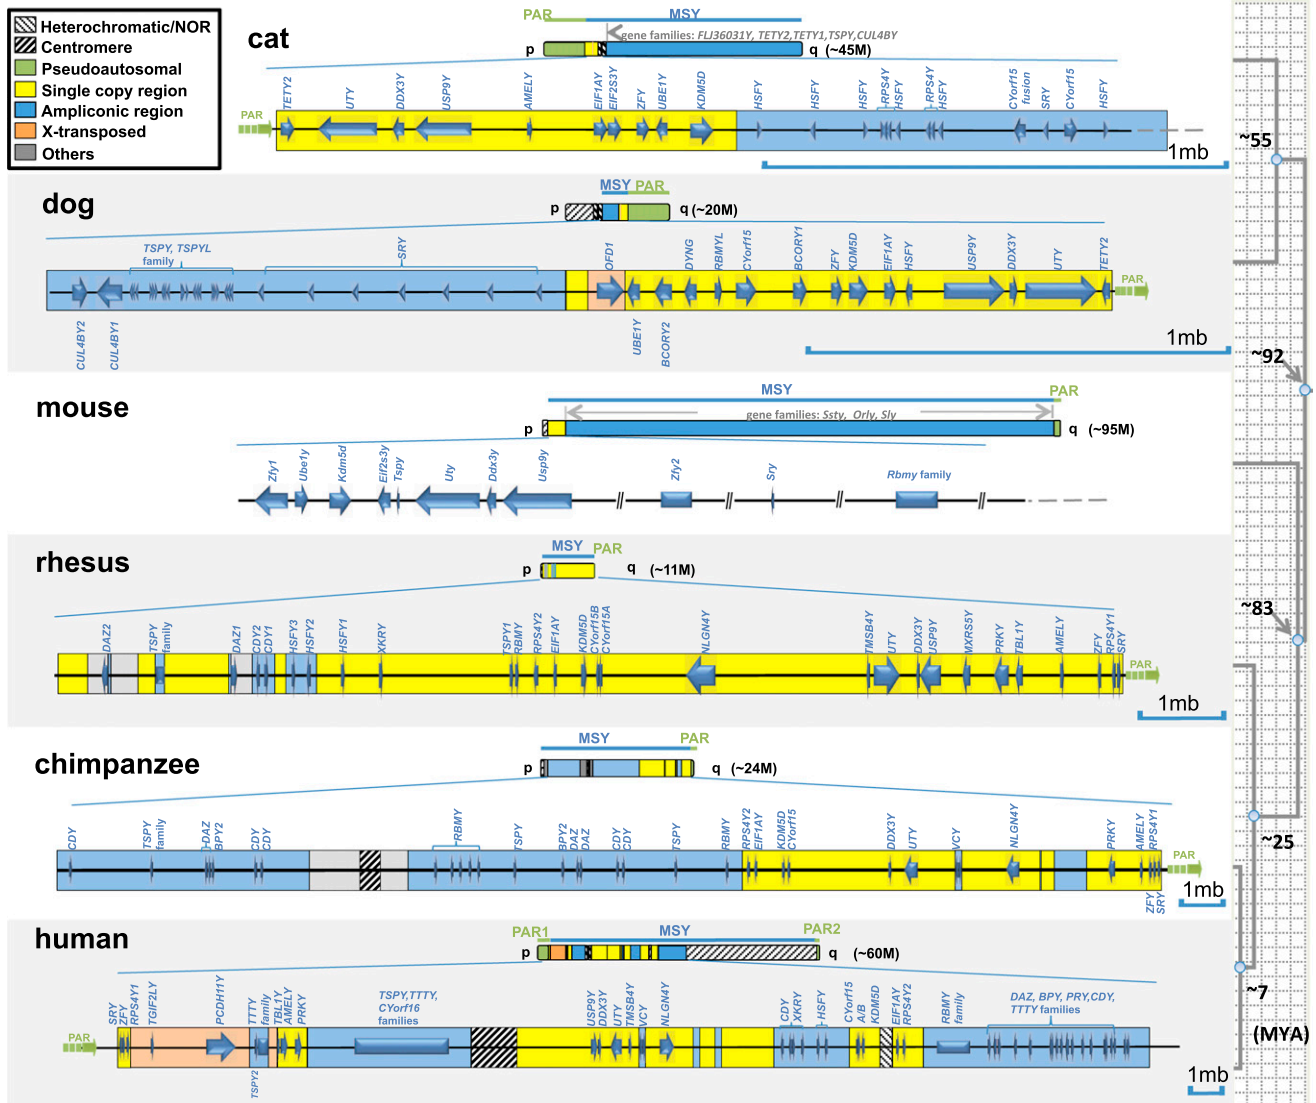 Heterochromatic/NOR
Centromere
Pseudoautosomal
Single copy region
Ampliconic region
X-transposed
Others
cat
PAR MSY
gene families: FLJ36031Y, TETY2,TETY1,TSPY,CUL4BY
p q (~45M)
TETY2 UTY DDX3Y USP9Y AMELY EIF1AY EIF2S3Y ZFY UBE1Y KDM5D HSFY HSFY HSFY RPS4Y HSFY RPS4Y HSFY CYorf15 fusion SRY CYorf15 HSFY
PAR
1mb
~55
dog
MSY PAR
p q (~20M)
TSPY, TSPYL
family
SRY OFD1 DYNG RBMYL CYorf15 BCORY1 ZFY KDM5D EIF1AY HSFY USP9Y DDX3Y UTY TETY2
PAR
CUL4BY2 CUL4BY1 UBE1Y BCORY2
1mb
~92
mouse
MSY PAR
gene families: Ssty, Orly, Sly
p q (~95M)
Zfy1 Ube1y Kdm5d Eif2s3y Tspy Uty Ddx3y Usp9y Zfy2 Sry Rbmy family
rhesus
MSY PAR
p q (~11M)
~83
DAZ2 TSPY family DAZ1 CDY2 CDY1 HSFY3 HSFY2 HSFY1 XKRY TSPY1 RBMY RPS4Y2 EIF1AY KDM5D CYorf15B CYorf15A NLGN4Y TMSB4Y UTY DDX3Y USP9Y MXRS5Y PRKY TBL1Y AMELY ZFY RPS4Y1 SRY
PAR
1mb
chimpanzee
MSY PAR
p q (~24M)
CDY TSPY family DAZ BPY2 CDY CDY RBMY TSPY BPY2 DAZ DAZ CDY CDY TSPY RBMY RPS4Y2 EIF1AY KDM5D CYorf15 DDX3Y UTY VCY NLGN4Y PRKY AMELY RPS4Y1
PAR
~25
1mb
ZFY SRY
human
PAR1 MSY PAR2
p q (~60M)
SRY ZFY RPS4Y1 TGIF2LY PCDH11Y TTTY family TBL1Y AMELY PRKY
TSPY,TTTY,
CYorf16
families
USP9Y DDX3Y UTY TMSB4Y VCY NLGN4Y CDY XKRY HSFY CYorf15 A/B KDM5D EIF1AY RPS4Y2 RBMY family
DAZ, BPY, PRY,CDY,
TTTY families
PAR
TSPY2
1mb
~7
(MYA)